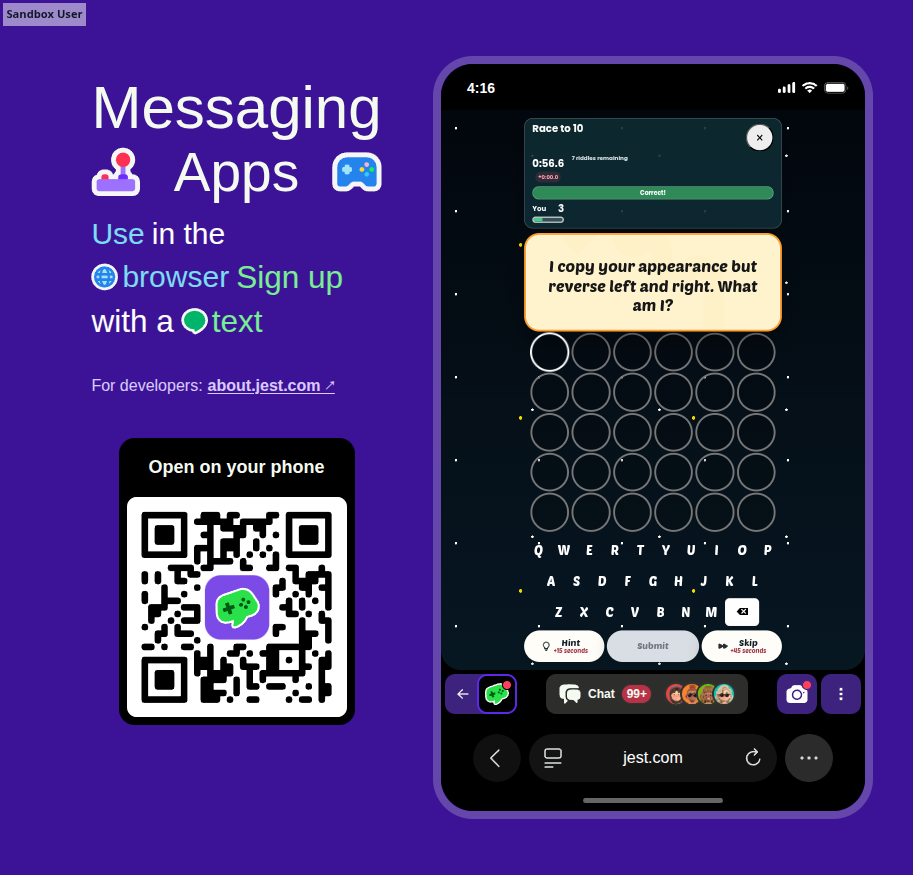 Sandbox User
Messaging
Apps
Use in the
browser Sign up
with a text
For developers: about.jest.com ↗
Open on your phone
4:16
Race to 10
×
0:56.6 7 riddles remaining
+0:00.0
Correct!
You 3
I copy your appearance but
reverse left and right. What
am I?
Q W E R T Y U I O P
A S D F G H J K L
Z X C V B N M
Hint
+15 seconds
Submit
Skip
+45 seconds
Chat 99+
jest.com